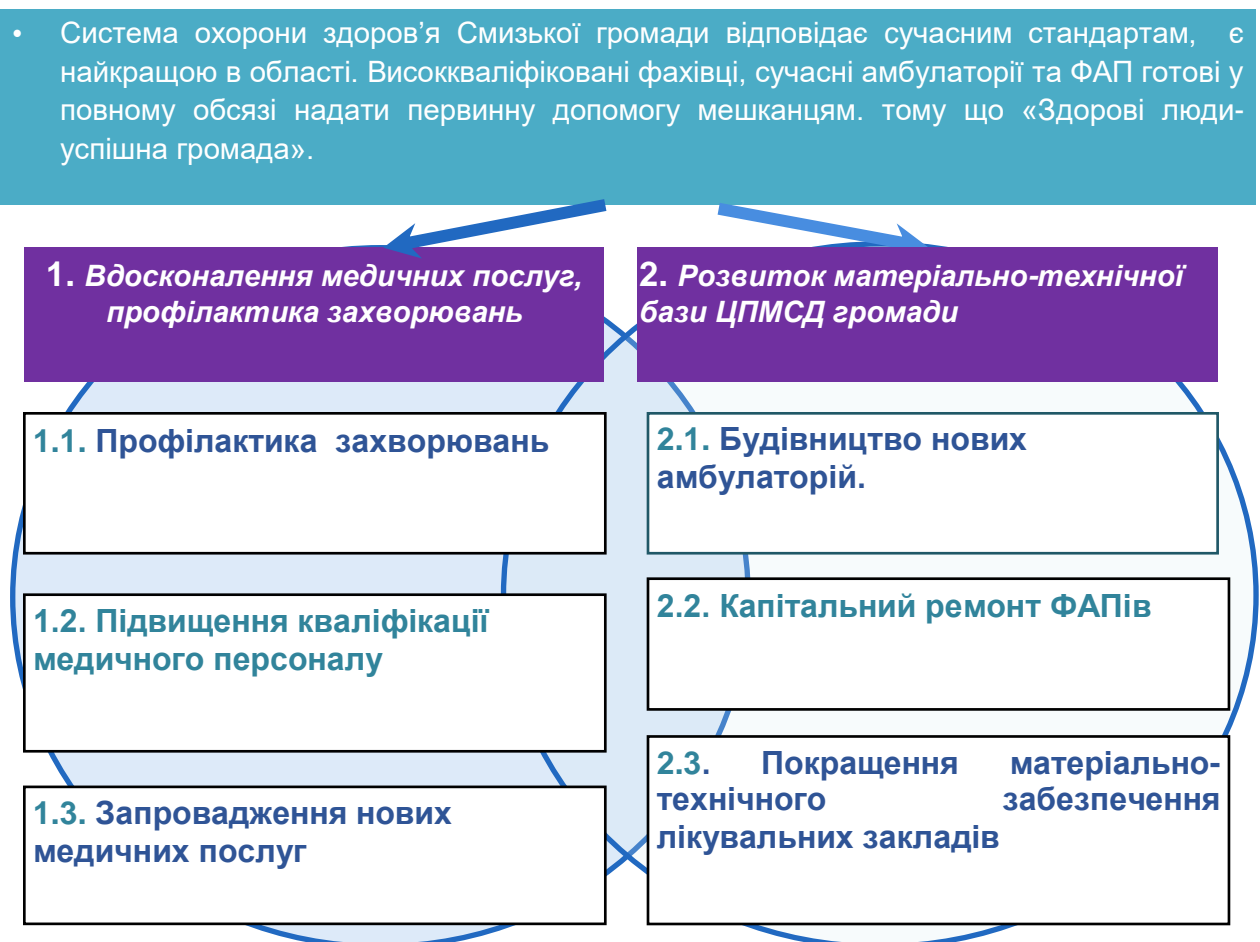 • Система охорони здоров’я Смизької громади відповідає сучасним стандартам, є
найкращою в області. Високкваліфіковані фахівці, сучасні амбулаторії та ФАП готові у
повному обсязі надати первинну допомогу мешканцям. тому що «Здорові люди-
успішна громада».
1. Вдосконалення медичних послуг,
профілактика захворювань
1.1. Профілактика захворювань
1.2. Підвищення кваліфікації
медичного персоналу
1.3. Запровадження нових
медичних послуг
2. Розвиток матеріально-технічної
бази ЦПМСД громади
2.1. Будівництво нових
амбулаторій.
2.2. Капітальний ремонт ФАПів
2.3. Покращення матеріально-
технічного забезпечення
лікувальних закладів